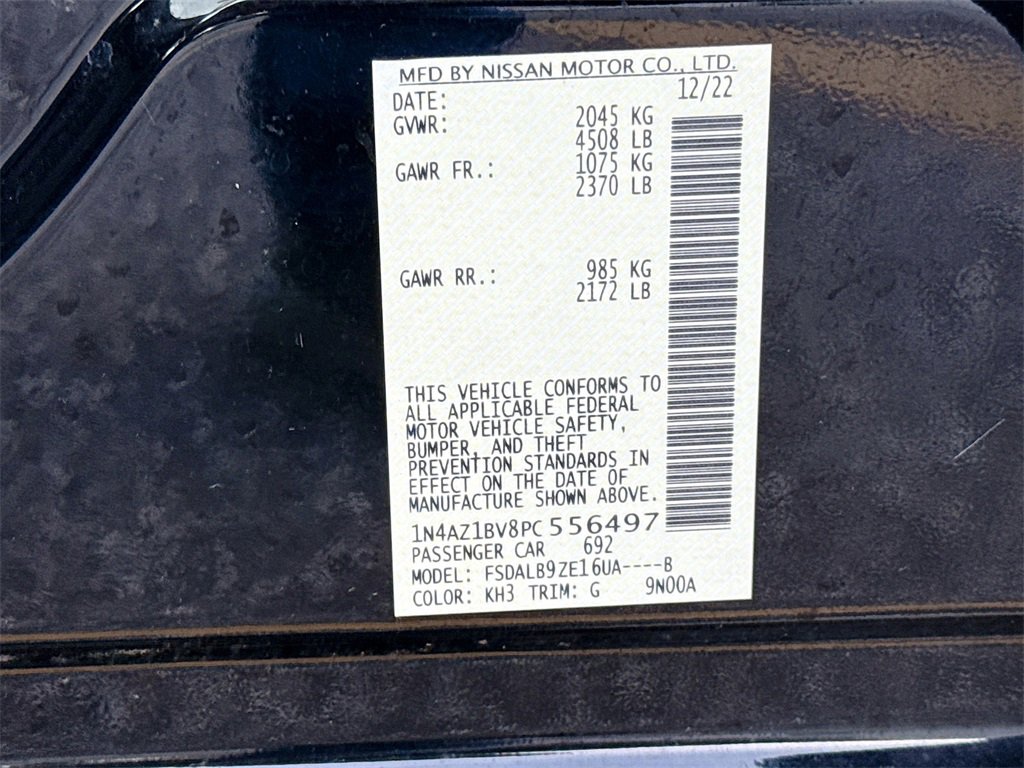 MFD BY NISSAN MOTOR CO., LTD.
DATE: 12/22
GVWR: 2045 KG
4508 LB
GAWR FR.: 1075 KG
2370 LB
GAWR RR.: 985 KG
2172 LB
THIS VEHICLE CONFORMS TO
ALL APPLICABLE FEDERAL
MOTOR VEHICLE SAFETY,
BUMPER, AND THEFT
PREVENTION STANDARDS IN
EFFECT ON THE DATE OF
MANUFACTURE SHOWN ABOVE.
1N4AZ1BV8PC556497
PASSENGER CAR 692
MODEL: FSDALB9ZE16UA----B
COLOR: KH3 TRIM: G 9N00A